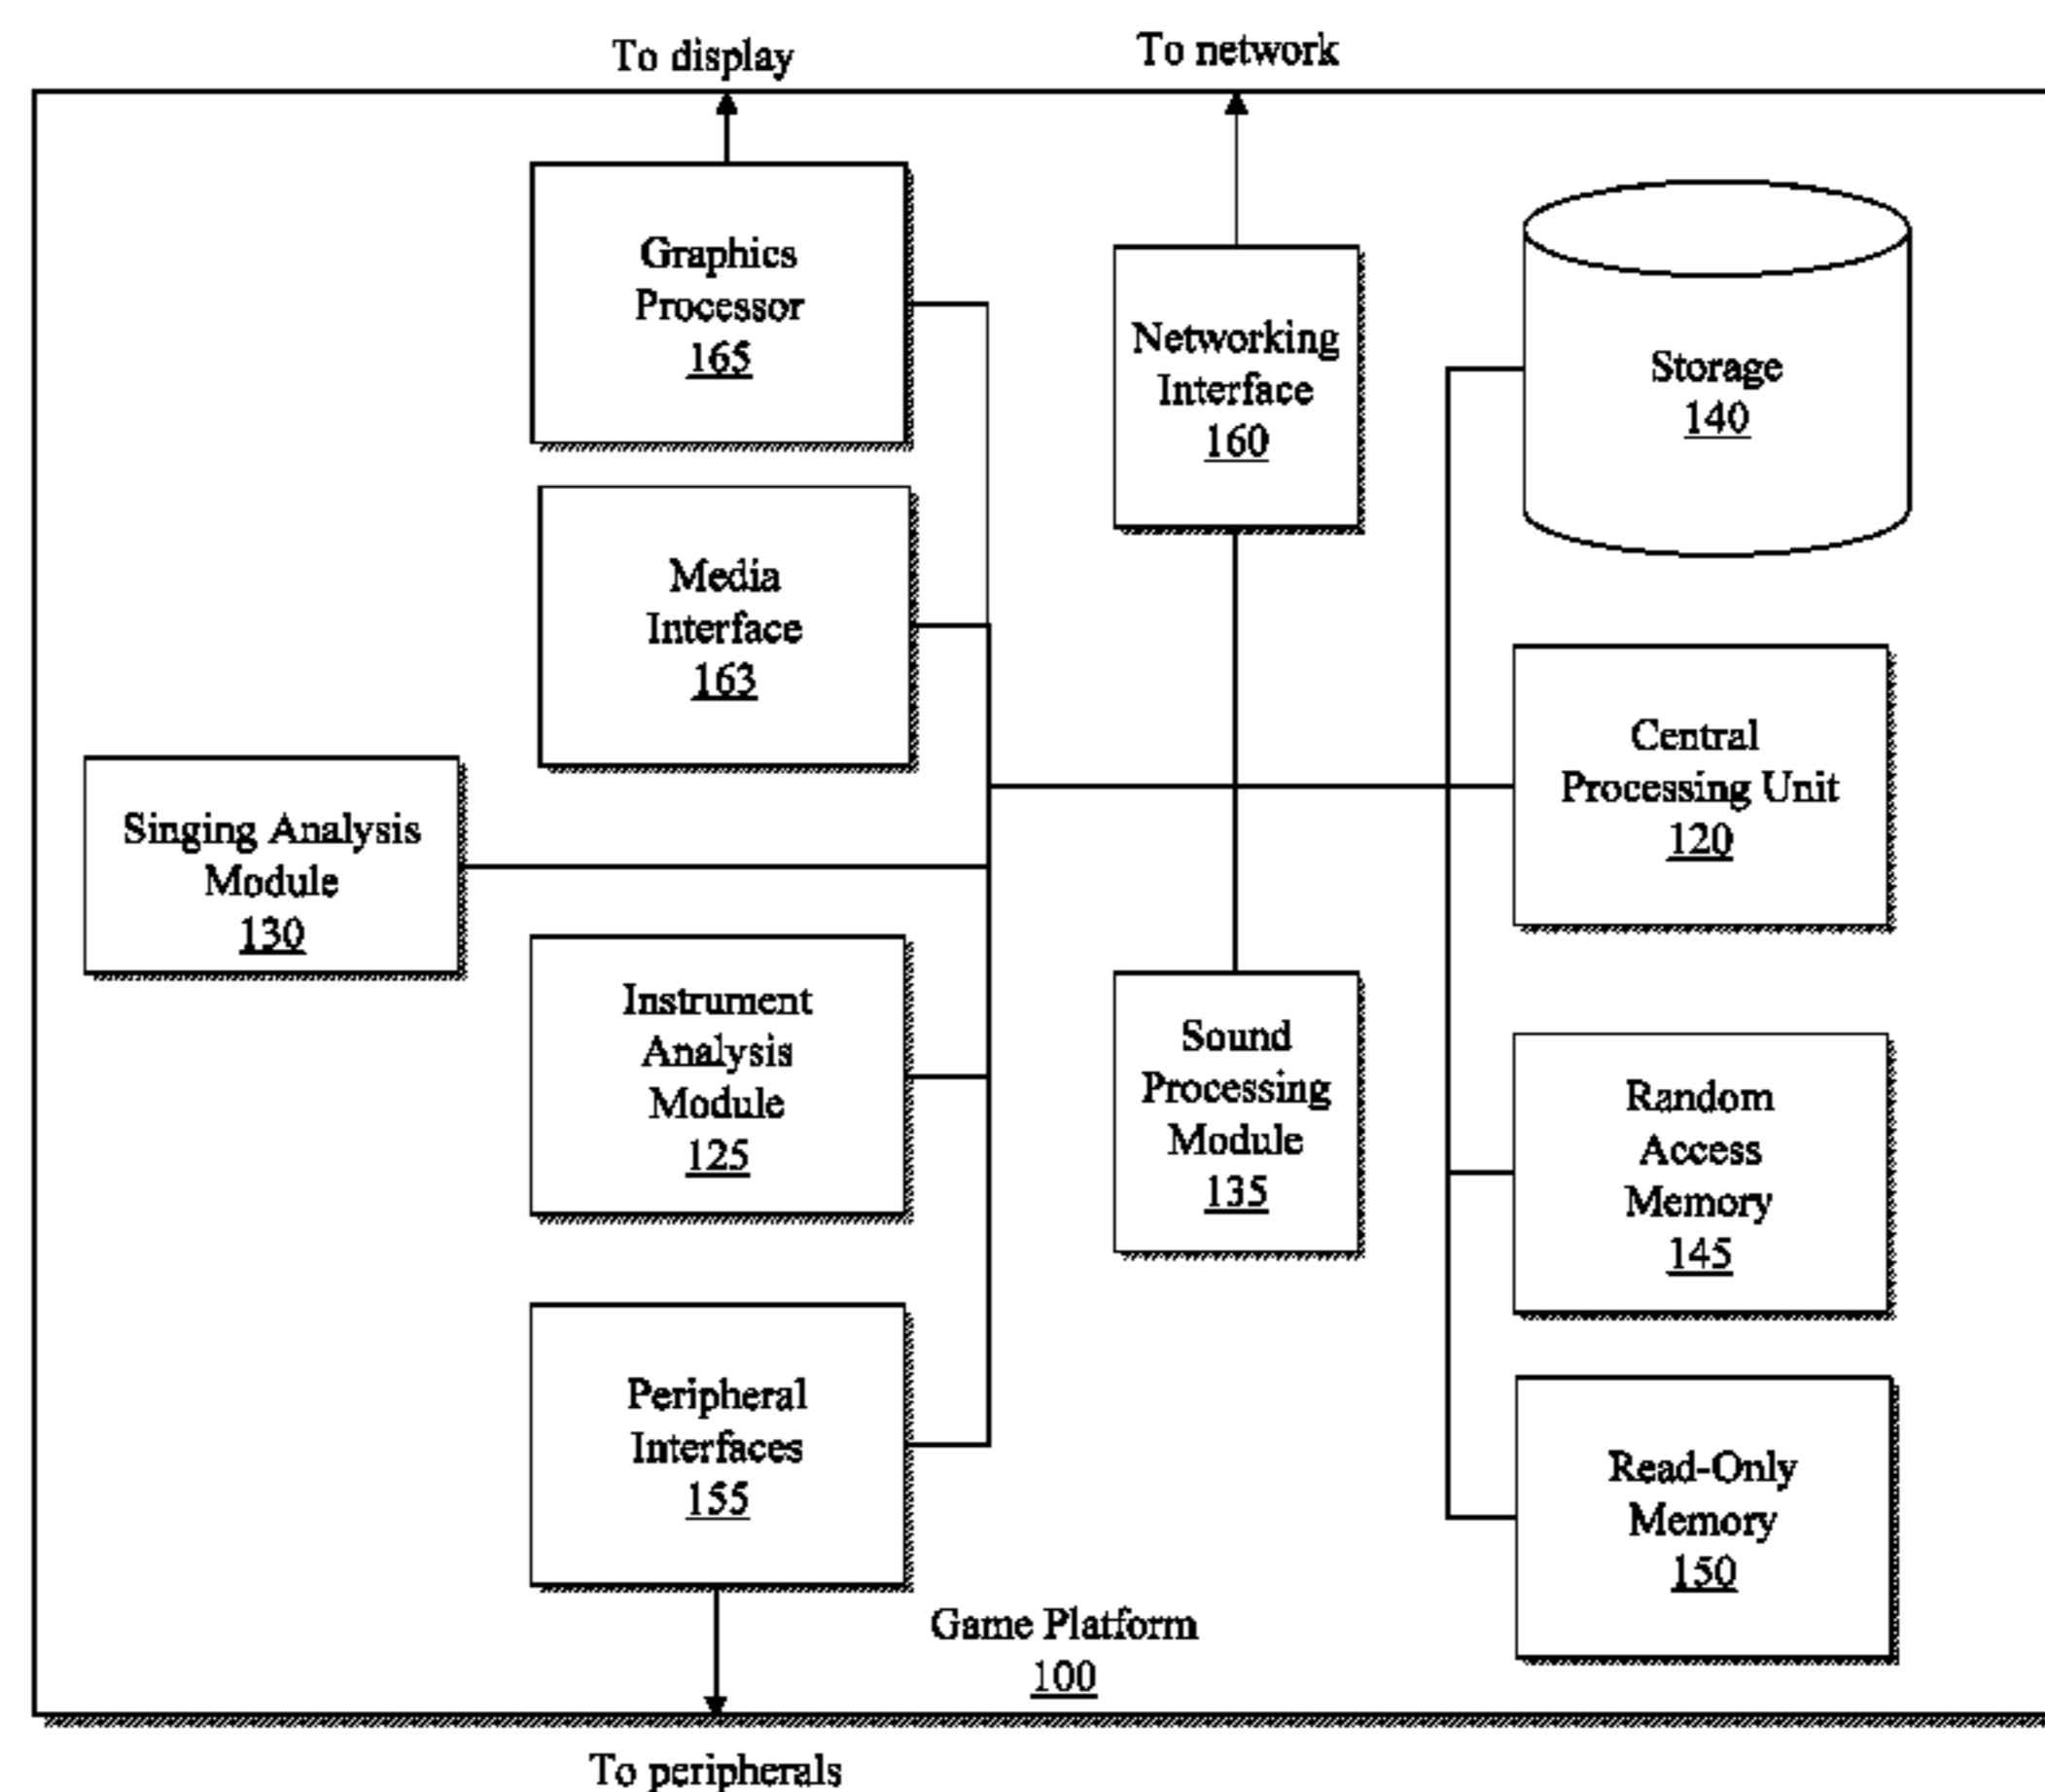 To display
To network
Graphics
Processor
165
Networking
Interface
160
Storage
140
Media
Interface
163
Central
Processing Unit
120
Singing Analysis
Module
130
Instrument
Analysis
Module
125
Sound
Processing
Module
135
Random
Access
Memory
145
Peripheral
Interfaces
155
Read-Only
Memory
150
Game Platform
100
To peripherals